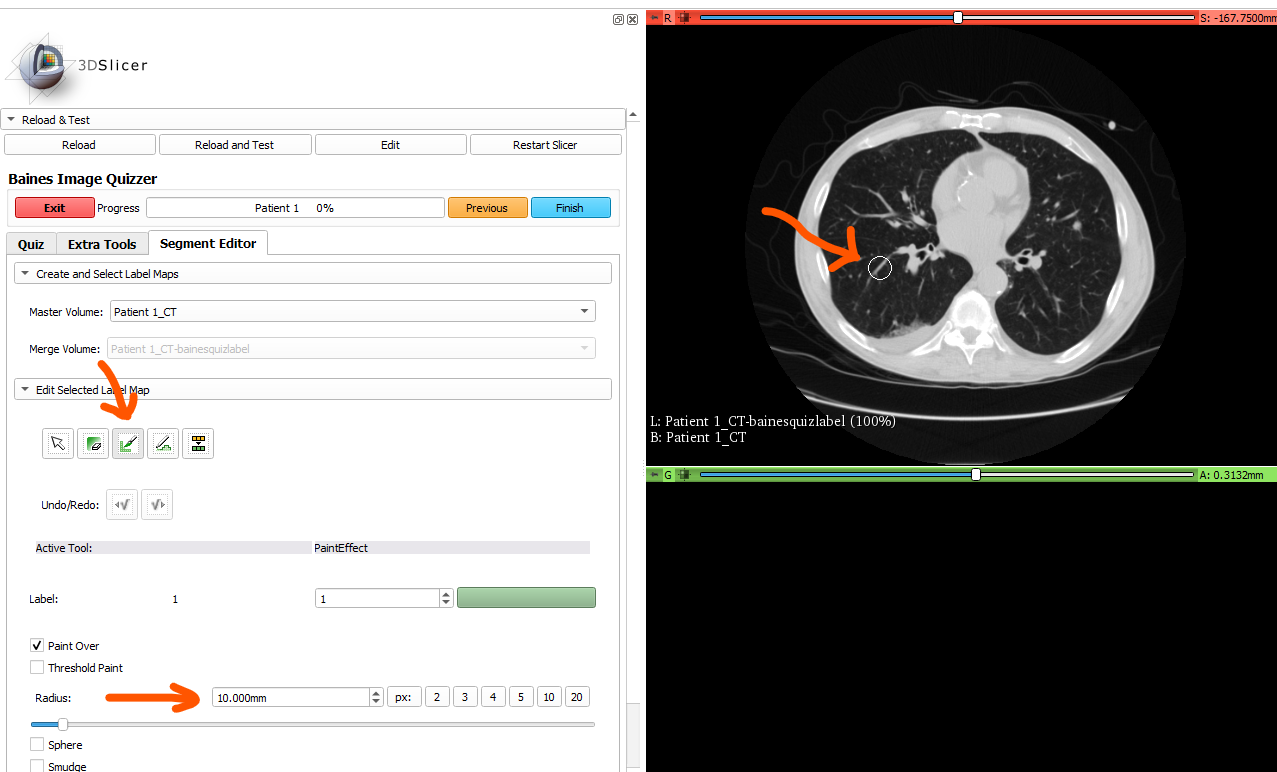 R
S: -167.7500mm
3DSlicer
Reload & Test
Reload
Reload and Test
Edit
Restart Slicer
Baines Image Quizzer
Exit
Progress
Patient 1 0%
Previous
Finish
Quiz
Extra Tools
Segment Editor
Create and Select Label Maps
Master Volume:
Patient 1_CT
Merge Volume:
Patient 1_CT-bainesquizlabel
Edit Selected Label Map
L: Patient 1_CT-bainesquizlabel (100%)
B: Patient 1_CT
G
A: 0.3132mm
Undo/Redo:
Active Tool:
PaintEffect
Label:
1
1
Paint Over
Threshold Paint
Radius:
10.000mm
px:
2
3
4
5
10
20
Sphere
Smudge